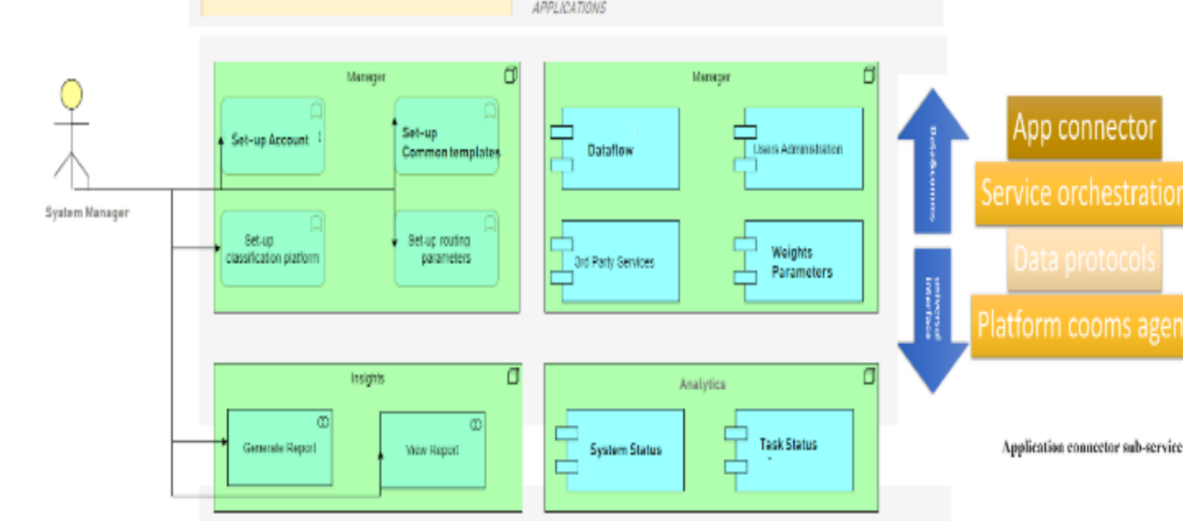 APPLICATIONS
Manager
Set-up Account
Set-up
Common templates
Set-up
classification platform
Set-up routing
parameters
System Manager
Manager
Dataflow
Users Administration
3rd Party Services
Weights
Parameters
universal
interface
App connector
Service orchestration
Data protocols
Platform cooms agen
Insights
Generate Report
View Report
Analytics
System Status
Task Status
-
Application connector sub-service